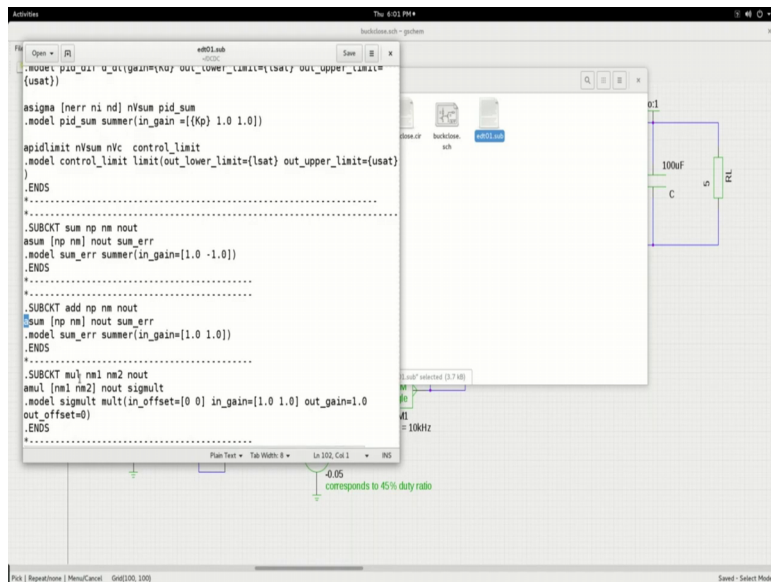 Activities
Thu 6:01 PM
buckclose.sch - gschem
Open
edt01.sub
~/DCDC
Save
.model pid_dif d_dt(gain={Kd} out_lower_limit={lsat} out_upper_limit=
{usat})
asigma [nerr ni nd] nVsum pid_sum
.model pid_sum summer(in_gain =[{Kp} 1.0 1.0])
apidlimit nVsum nVc control_limit
.model control_limit limit(out_lower_limit={lsat} out_upper_limit={usat}
)
.ENDS
.SUBCKT sum np nm nout
asum [np nm] nout sum_err
.model sum_err summer(in_gain=[1.0 -1.0])
.ENDS
.SUBCKT add np nm nout
asum [np nm] nout sum_err
.model sum_err summer(in_gain=[1.0 1.0])
.ENDS
.SUBCKT mul nm1 nm2 nout
amul [nm1 nm2] nout sigmult
.model sigmult mult(in_offset=[0 0] in_gain=[1.0 1.0] out_gain=1.0
out_offset=0)
.ENDS
Plain Text
Tab Width: 8
Ln 102, Col 1
INS
close.cir
buckclose.
sch
edt01.sub
1.sub" selected (3.7 kB)
o:1
100uF
C
5
RL
M
le
M1
= 10kHz
-0.05
corresponds to 45% duty ratio
Pick | Repeat/none | Menu/Cancel
Grid(100, 100)
Saved - Select Mode